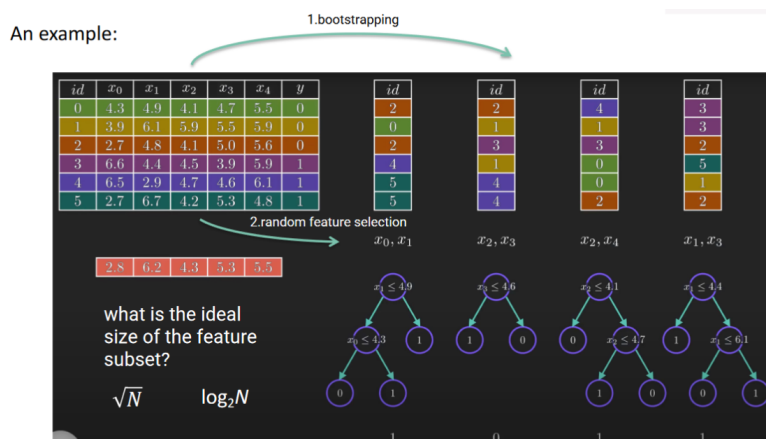 1.bootstrapping
An example:
id x₀ x₁ x₂ x₃ x₄ y
0 4.3 4.9 4.1 4.7 5.5 0
1 3.9 6.1 5.9 5.5 5.9 0
2 2.7 4.8 4.1 5.0 5.6 0
3 6.6 4.4 4.5 3.9 5.9 1
4 6.5 2.9 4.7 4.6 6.1 1
5 2.7 6.7 4.2 5.3 4.8 1
id
2
0
2
4
5
5
id
2
1
3
1
4
4
id
4
1
3
0
0
2
id
3
3
2
5
1
2
2.random feature selection
x₀, x₁
x₂, x₃
x₂, x₄
x₁, x₃
2.8 6.2 4.3 5.3 5.5
what is the ideal
size of the feature
subset?
√N log₂N
x₁ ≤ 4.9
x₀ ≤ 4.3 1
0 1
x₃ ≤ 4.6
1 0
x₂ ≤ 4.1
0 x₂ ≤ 4.7
1 0
≤ 4.4
1 ≤ 6.1
0 1
1 0 1 1